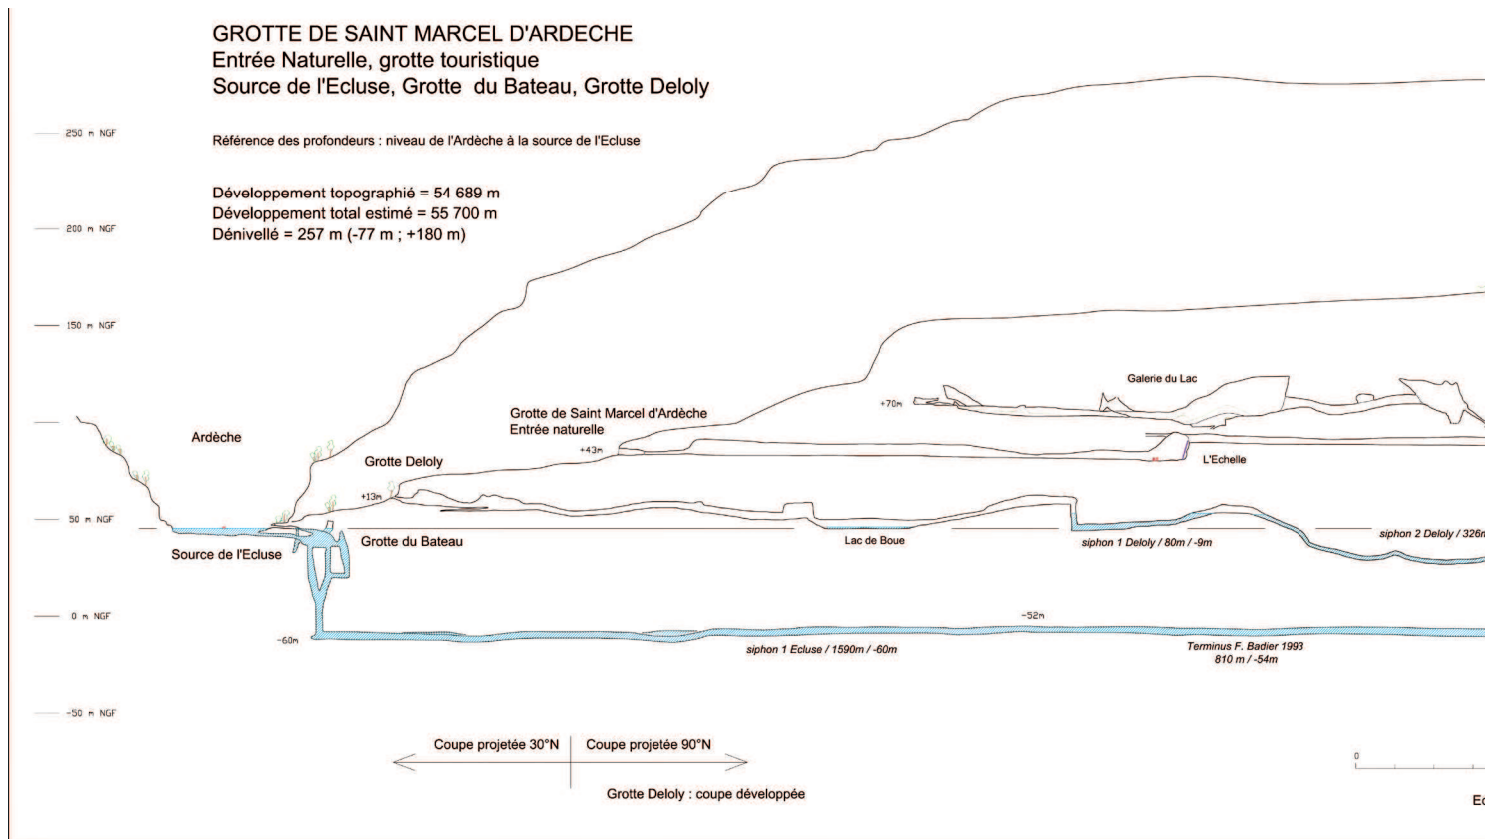 GROTTE DE SAINT MARCEL D'ARDECHE
Entrée Naturelle, grotte touristique
Source de l'Ecluse, Grotte du Bateau, Grotte Deloly
Référence des profondeurs : niveau de l'Ardèche à la source de l'Ecluse
Développement topographié = 54 689 m
Développement total estimé = 55 700 m
Dénivellé = 257 m (-77 m ; +180 m)
250 m NGF
200 m NGF
150 m NGF
50 m NGF
0 m NGF
-50 m NGF
Ardèche
Grotte Deloly
+13m
Grotte de Saint Marcel d'Ardèche
Entrée naturelle
+43m
+70m
Galerie du Lac
L'Echelle
Source de l'Ecluse
Grotte du Bateau
Lac de Boue
siphon 1 Deloly / 80m / -9m
siphon 2 Deloly / 326m
-60m
-52m
siphon 1 Ecluse / 1590m / -60m
Terminus F. Badier 1993
810 m / -54m
Coupe projetée 30°N
Coupe projetée 90°N
Grotte Deloly : coupe développée
0